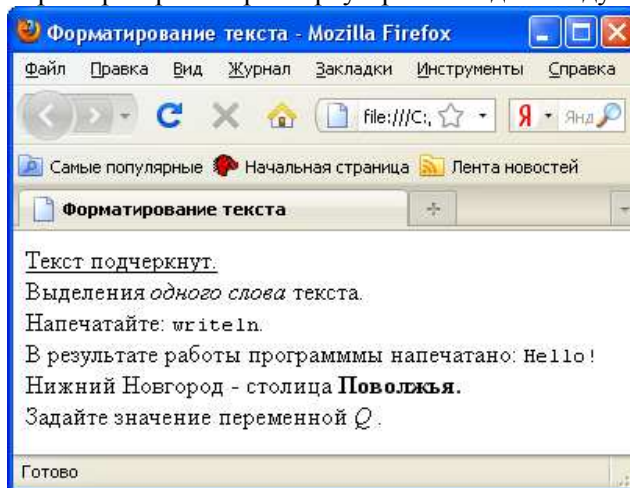 Форматирование текста - Mozilla Firefox
Файл Правка Вид Журнал Закладки Инструменты Справка
file:///C:, Я Янд
Самые популярные Начальная страница Лента новостей
Форматирование текста
Текст подчеркнут.
Выделения одного слова текста.
Напечатайте: writeln.
В результате работы программмы напечатано: Hello!
Нижний Новгород - столица Поволжья.
Задайте значение переменной Q .
Готово